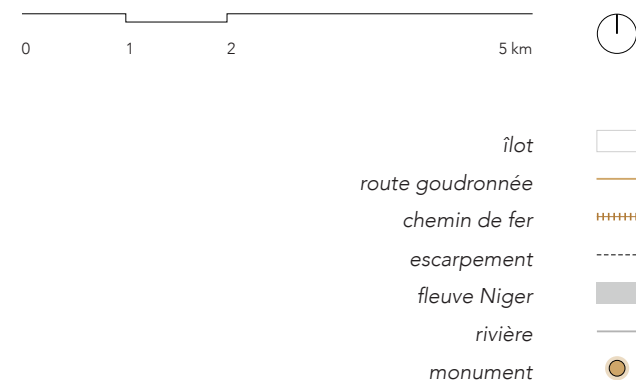 0 1 2 5 km
îlot
route goudronnée
chemin de fer
escarpement
fleuve Niger
rivière
monument